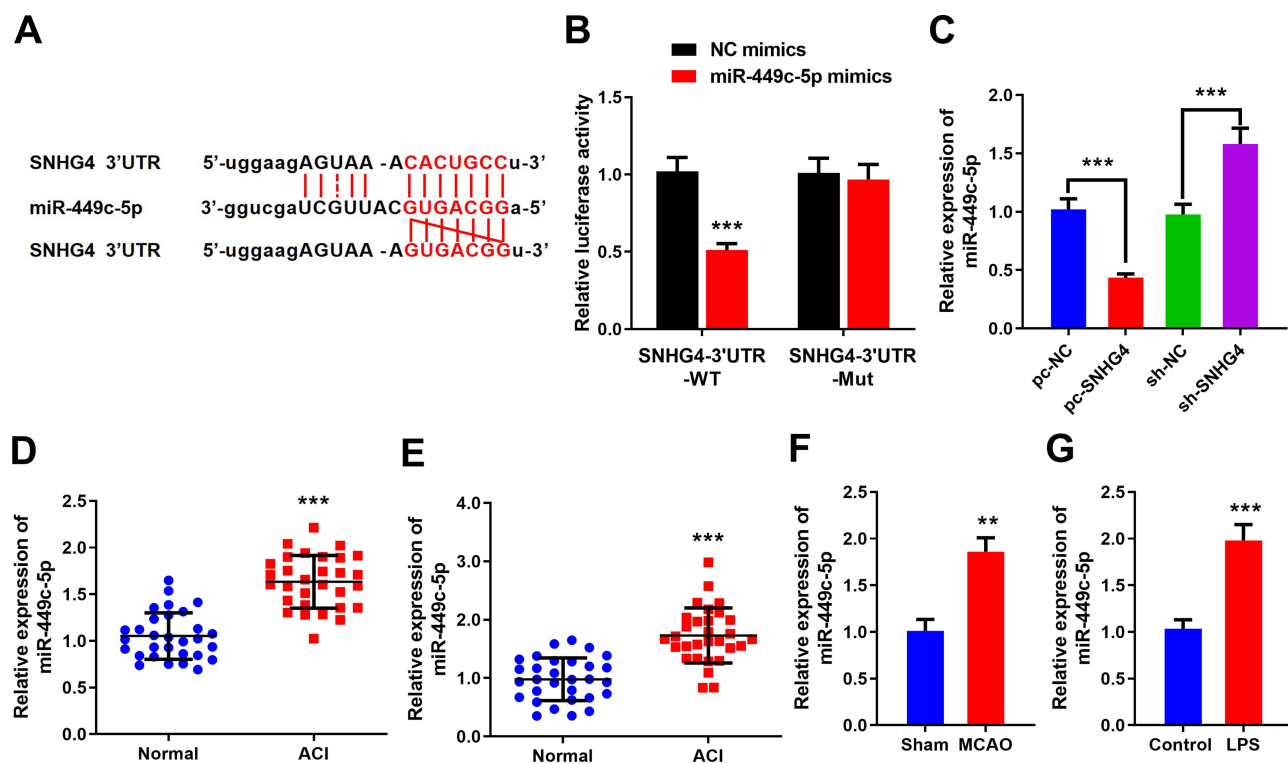 A
SNHG4 3'UTR 5'-uggaagAGUAA -ACACUGCCu-3'
miR-449c-5p 3'-ggucgaUCGUUACGUGACGGa-5'
SNHG4 3'UTR 5'-uggaagAGUAA -AGUGACGGu-3'
B
NC mimics
miR-449c-5p mimics
Relative luciferase activity
1.5
1.0
0.5
0.0
***
SNHG4-3'UTR
-WT
SNHG4-3'UTR
-Mut
C
Relative expression of
miR-449c-5p
2.0
1.5
1.0
0.5
0.0
***
***
pc-NC
pc-SNHG4
sh-NC
sh-SNHG4
D
Relative expression of
miR-449c-5p
2.5
2.0
1.5
1.0
0.5
0.0
***
Normal
ACI
E
Relative expression of
miR-449c-5p
4.0
3.0
2.0
1.0
0.0
***
Normal
ACI
F
Relative expression of
miR-449c-5p
2.5
2.0
1.5
1.0
0.5
0.0
**
Sham
MCAO
G
Relative expression of
miR-449c-5p
2.5
2.0
1.5
1.0
0.5
0.0
***
Control
LPS